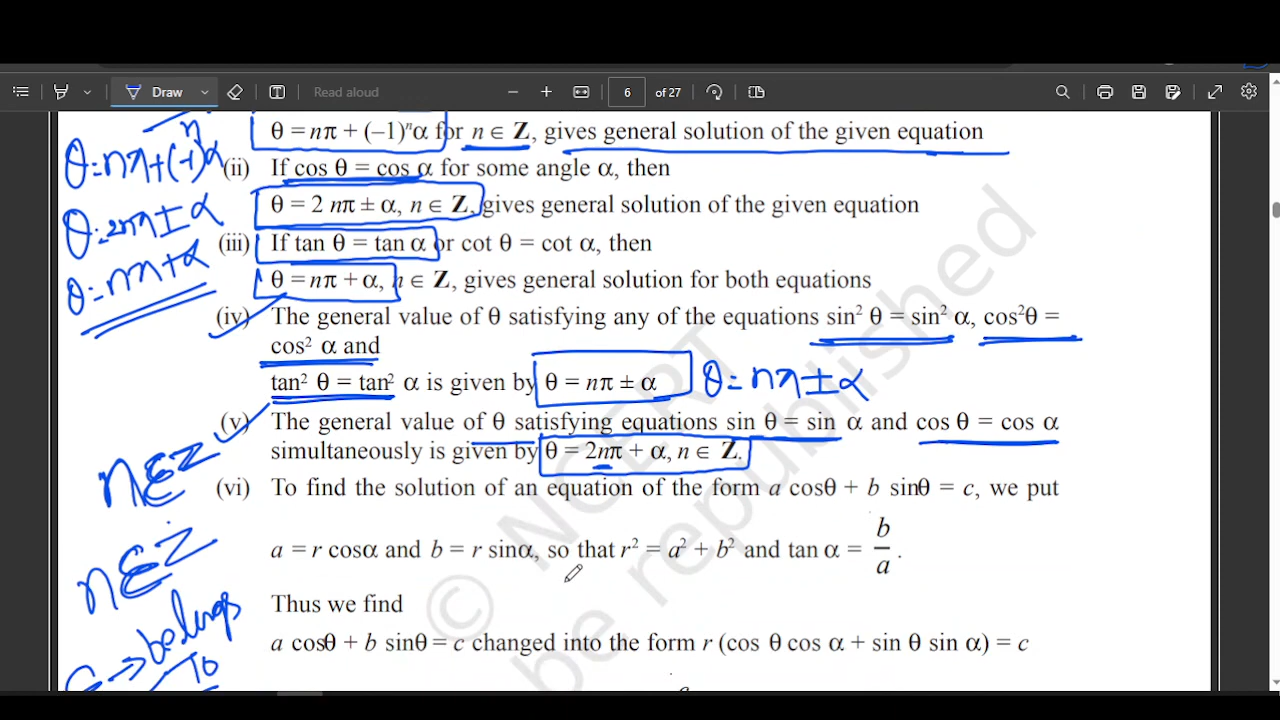 Draw
Read aloud
6 of 27
θ = nπ + (–1)ⁿα for n ∈ Z, gives general solution of the given equation
θ = nπ + (-1)ⁿα
(ii) If cos θ = cos α for some angle α, then
θ = 2 nπ ± α, n ∈ Z, gives general solution of the given equation
θ = 2nπ ± α
(iii) If tan θ = tan α or cot θ = cot α, then
θ = nπ + α, n ∈ Z, gives general solution for both equations
θ = nπ + α
(iv) The general value of θ satisfying any of the equations sin² θ = sin² α, cos²θ =
cos² α and
tan² θ = tan² α is given by θ = nπ ± α θ = nπ ± α
(v) The general value of θ satisfying equations sin θ = sin α and cos θ = cos α
simultaneously is given by θ = 2nπ + α, n ∈ Z.
n ∈ Z
(vi) To find the solution of an equation of the form a cosθ + b sinθ = c, we put
a = r cosα and b = r sinα, so that r² = a² + b² and tan α = b/a .
n ∈ Z
Thus we find
a cosθ + b sinθ = c changed into the form r (cos θ cos α + sin θ sin α) = c
∈ → belongs
To
© NCERT
be republished